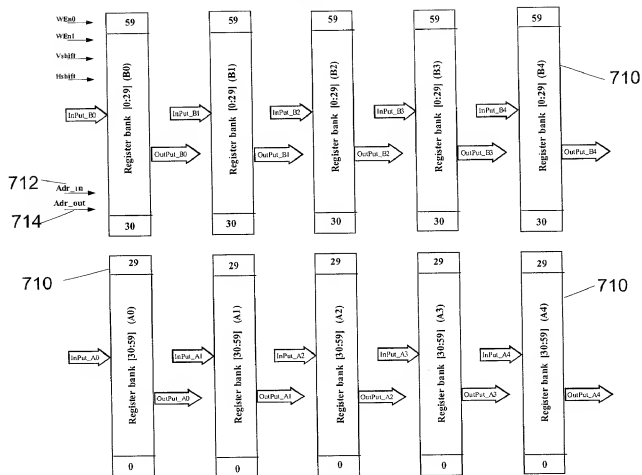 WEn0
WEn1
Vshift
Hshift
59 59 59 59 59
Register bank [0:29] (B0)
Register bank [0:29] (B1)
Register bank [0:29] (B2)
Register bank [0:29] (B3)
Register bank [0:29] (B4)
710
InPut_B0 InPut_B1 InPut_B2 InPut_B3 InPut_B4
OutPut_B0 OutPut_B1 OutPut_B2 OutPut_B3 OutPut_B4
712
Adr_in
Adr_out
714
30 30 30 30 30
710
29 29 29 29 29
710
Register bank [30:59] (A0)
Register bank [30:59] (A1)
Register bank [30:59] (A2)
Register bank [30:59] (A3)
Register bank [30:59] (A4)
InPut_A0 InPut_A1 InPut_A2 InPut_A3 InPut_A4
OutPut_A0 OutPut_A1 OutPut_A2 OutPut_A3 OutPut_A4
0 0 0 0 0